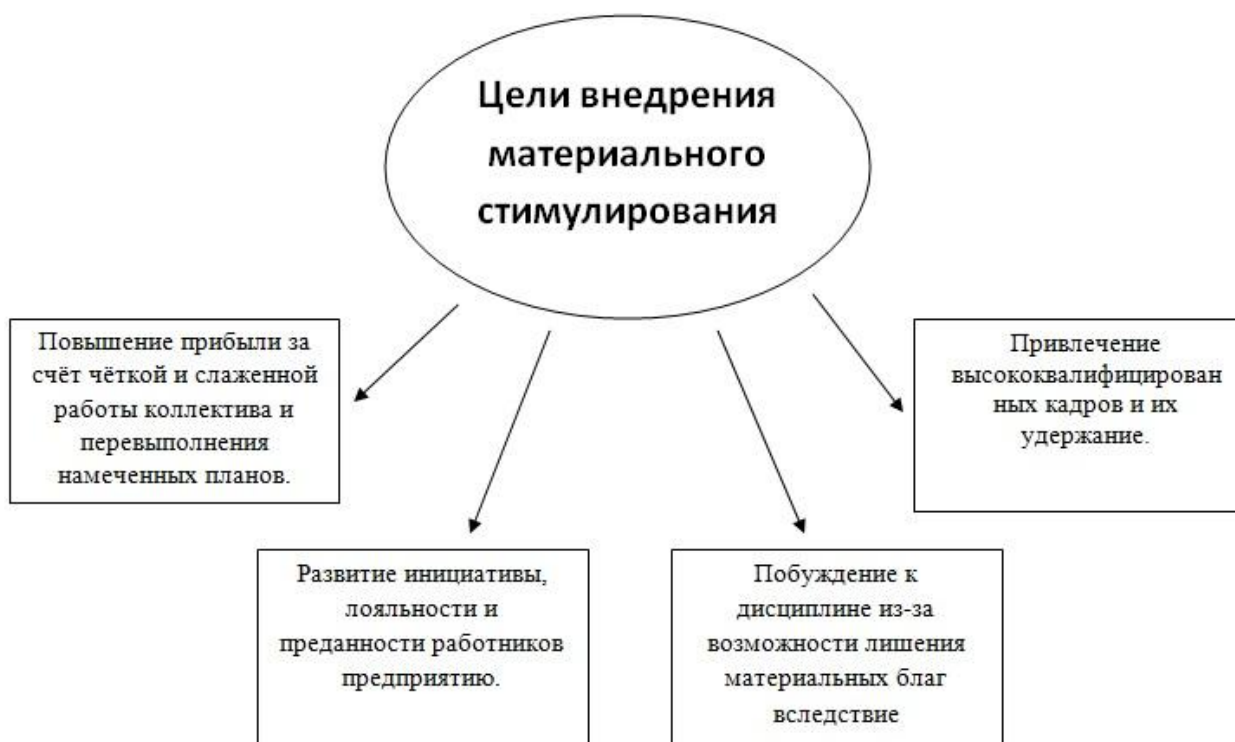 Цели внедрения
материального
стимулирования
Повышение прибыли за
счёт чёткой и слаженной
работы коллектива и
перевыполнения
намеченных планов.
Привлечение
высококвалифицирован
ных кадров и их
удержание.
Развитие инициативы,
лояльности и
преданности работников
предприятию.
Побуждение к
дисциплине из-за
возможности лишения
материальных благ
вследствие